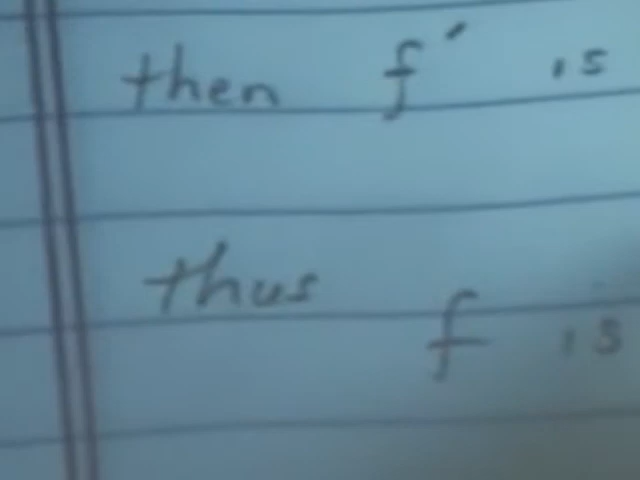 then f′ is
thus f is